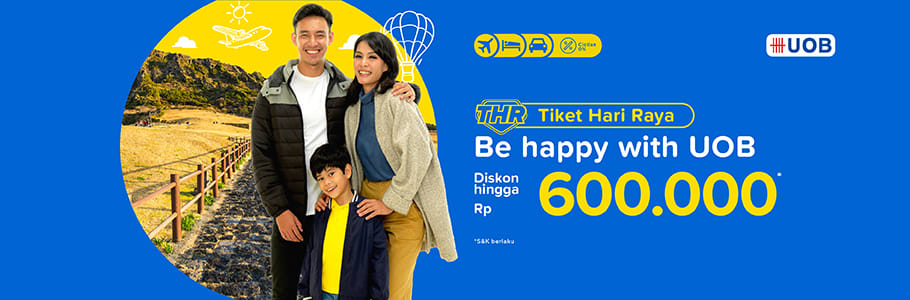 Cicilan 0%
UOB
THR Tiket Hari Raya
Be happy with UOB
Diskon
hingga
Rp 600.000*
*S&K berlaku